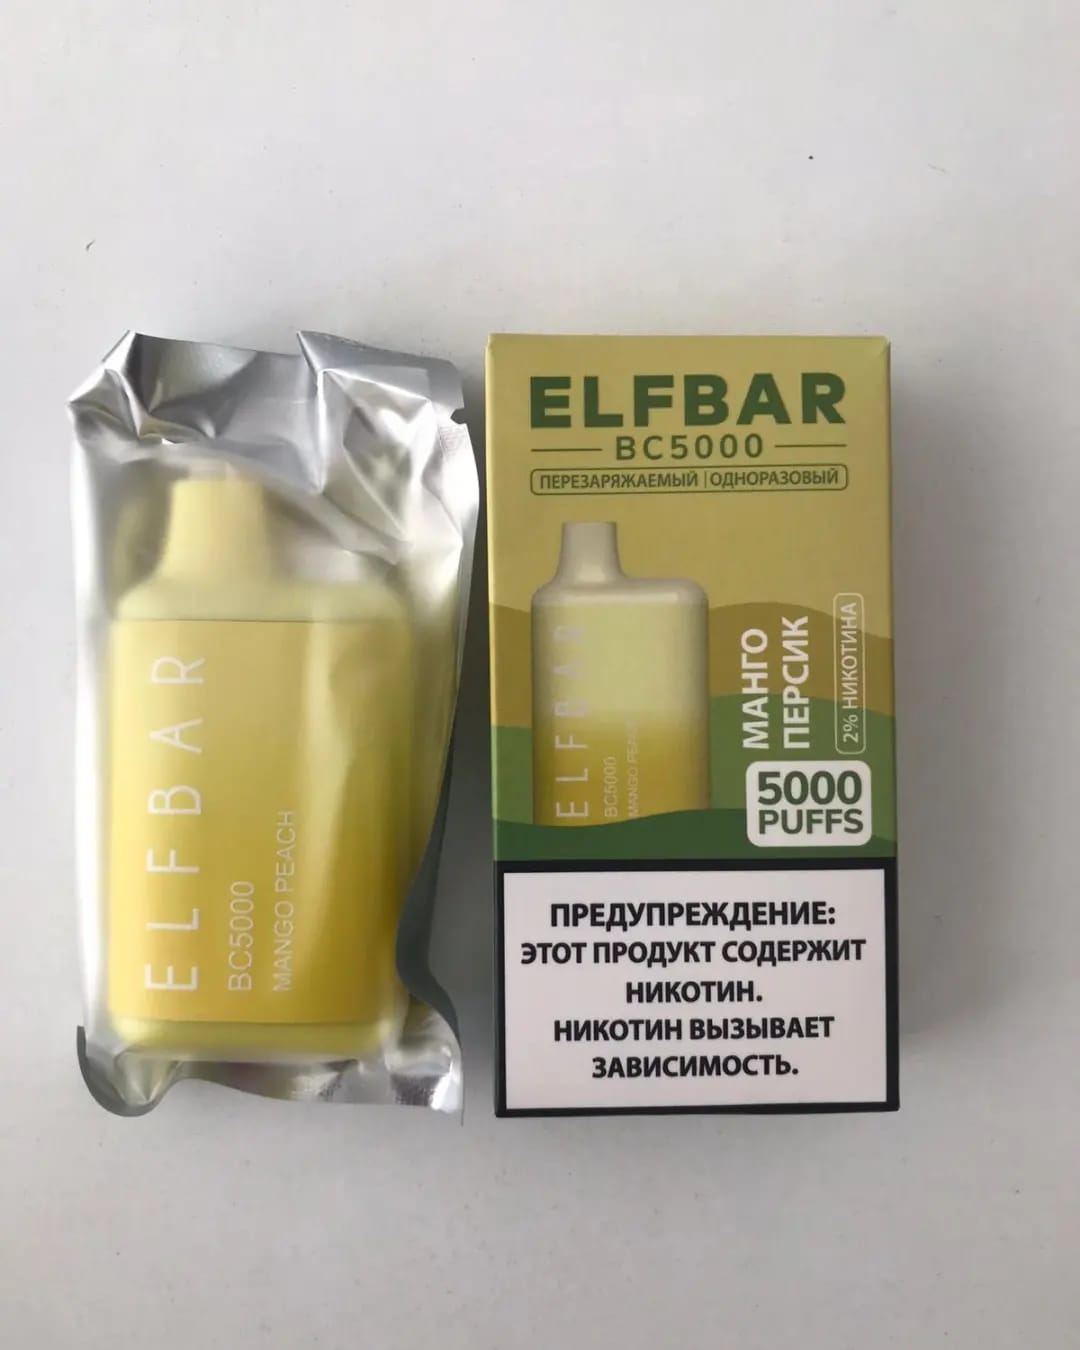 ELFBAR
BC5000
MANGO PEACH
ELFBAR
BC5000
ПЕРЕЗАРЯЖАЕМЫЙ | ОДНОРАЗОВЫЙ
ELFBAR
BC5000
MANGO PEACH
МАНГО
ПЕРСИК
2% НИКОТИНА
5000
PUFFS
ПРЕДУПРЕЖДЕНИЕ:
ЭТОТ ПРОДУКТ СОДЕРЖИТ
НИКОТИН.
НИКОТИН ВЫЗЫВАЕТ
ЗАВИСИМОСТЬ.